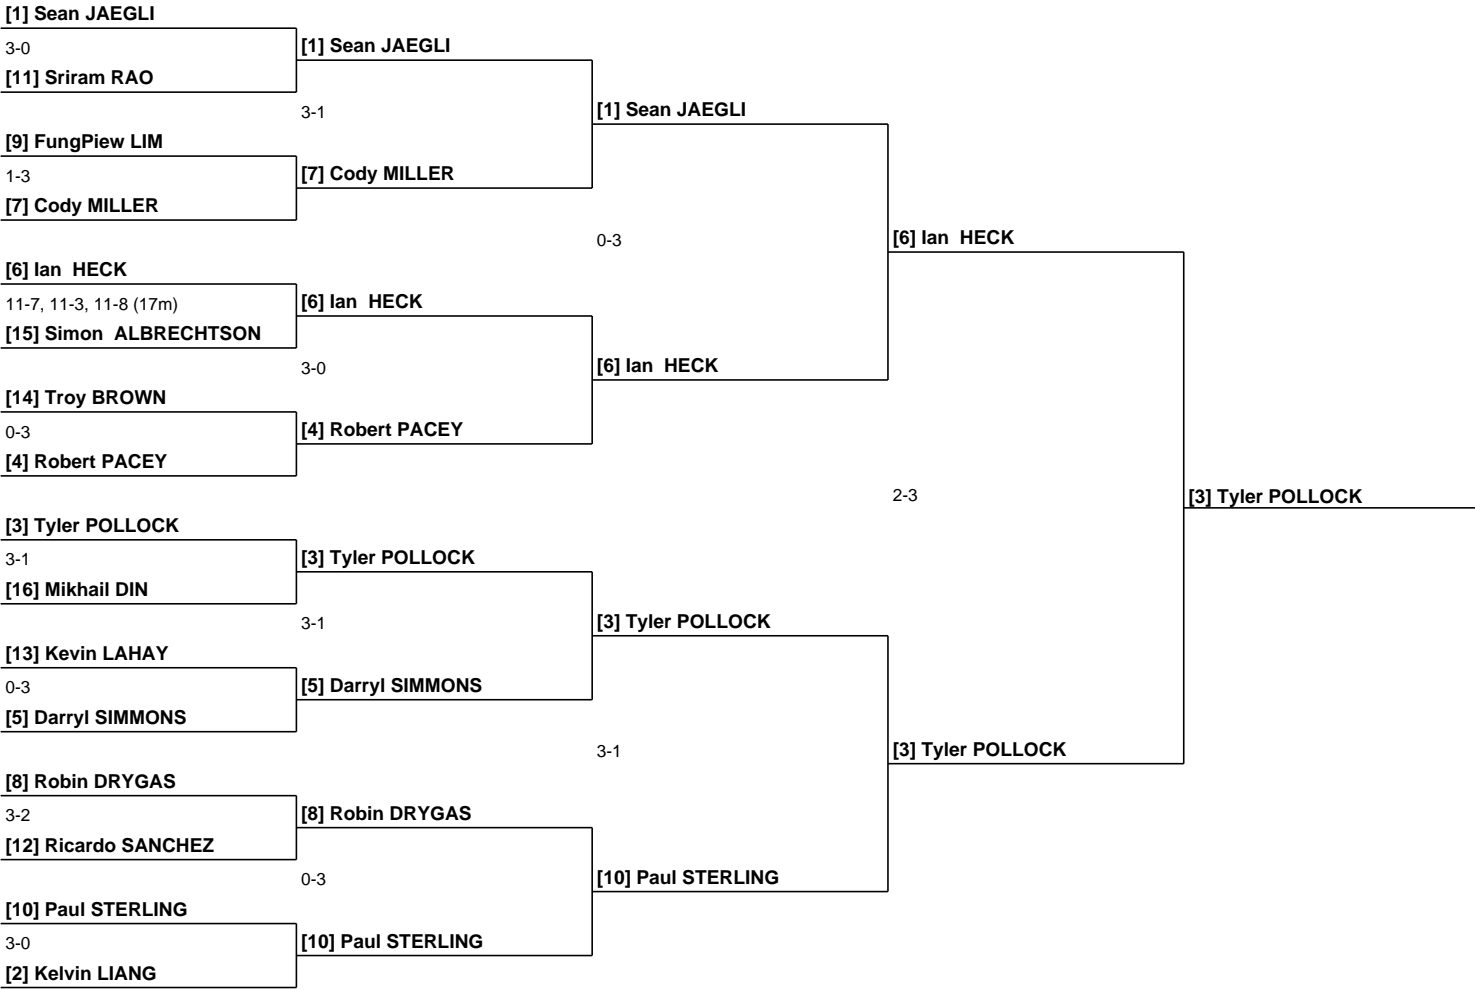 [1] Sean JAEGLI
3-0
[11] Sriram RAO
[9] FungPiew LIM
1-3
[7] Cody MILLER
[6] Ian  HECK
11-7, 11-3, 11-8 (17m)
[15] Simon  ALBRECHTSON
[14] Troy BROWN
0-3
[4] Robert PACEY
[3] Tyler POLLOCK
3-1
[16] Mikhail DIN
[13] Kevin LAHAY
0-3
[5] Darryl SIMMONS
[8] Robin DRYGAS
3-2
[12] Ricardo SANCHEZ
[10] Paul STERLING
3-0
[2] Kelvin LIANG
[1] Sean JAEGLI
3-1
[7] Cody MILLER
[6] Ian  HECK
3-0
[4] Robert PACEY
[3] Tyler POLLOCK
3-1
[5] Darryl SIMMONS
[8] Robin DRYGAS
0-3
[10] Paul STERLING
[1] Sean JAEGLI
0-3
[6] Ian  HECK
[3] Tyler POLLOCK
3-1
[10] Paul STERLING
[6] Ian  HECK
2-3
[3] Tyler POLLOCK
[3] Tyler POLLOCK